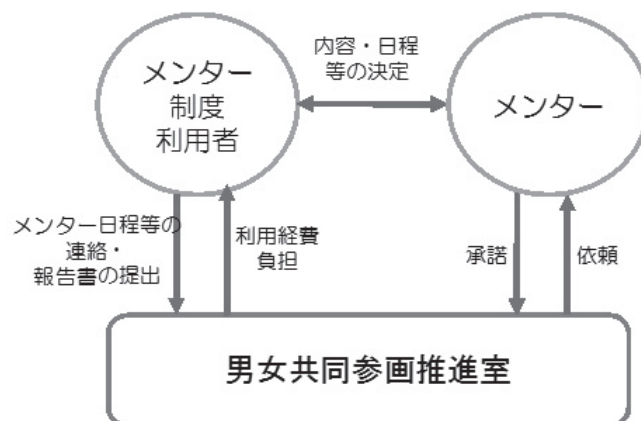 内容・日程
等の決定
メンター
制度
利用者
メンター
メンター日程等の
連絡・
報告書の提出
利用経費
負担
承諾
依頼
男女共同参画推進室